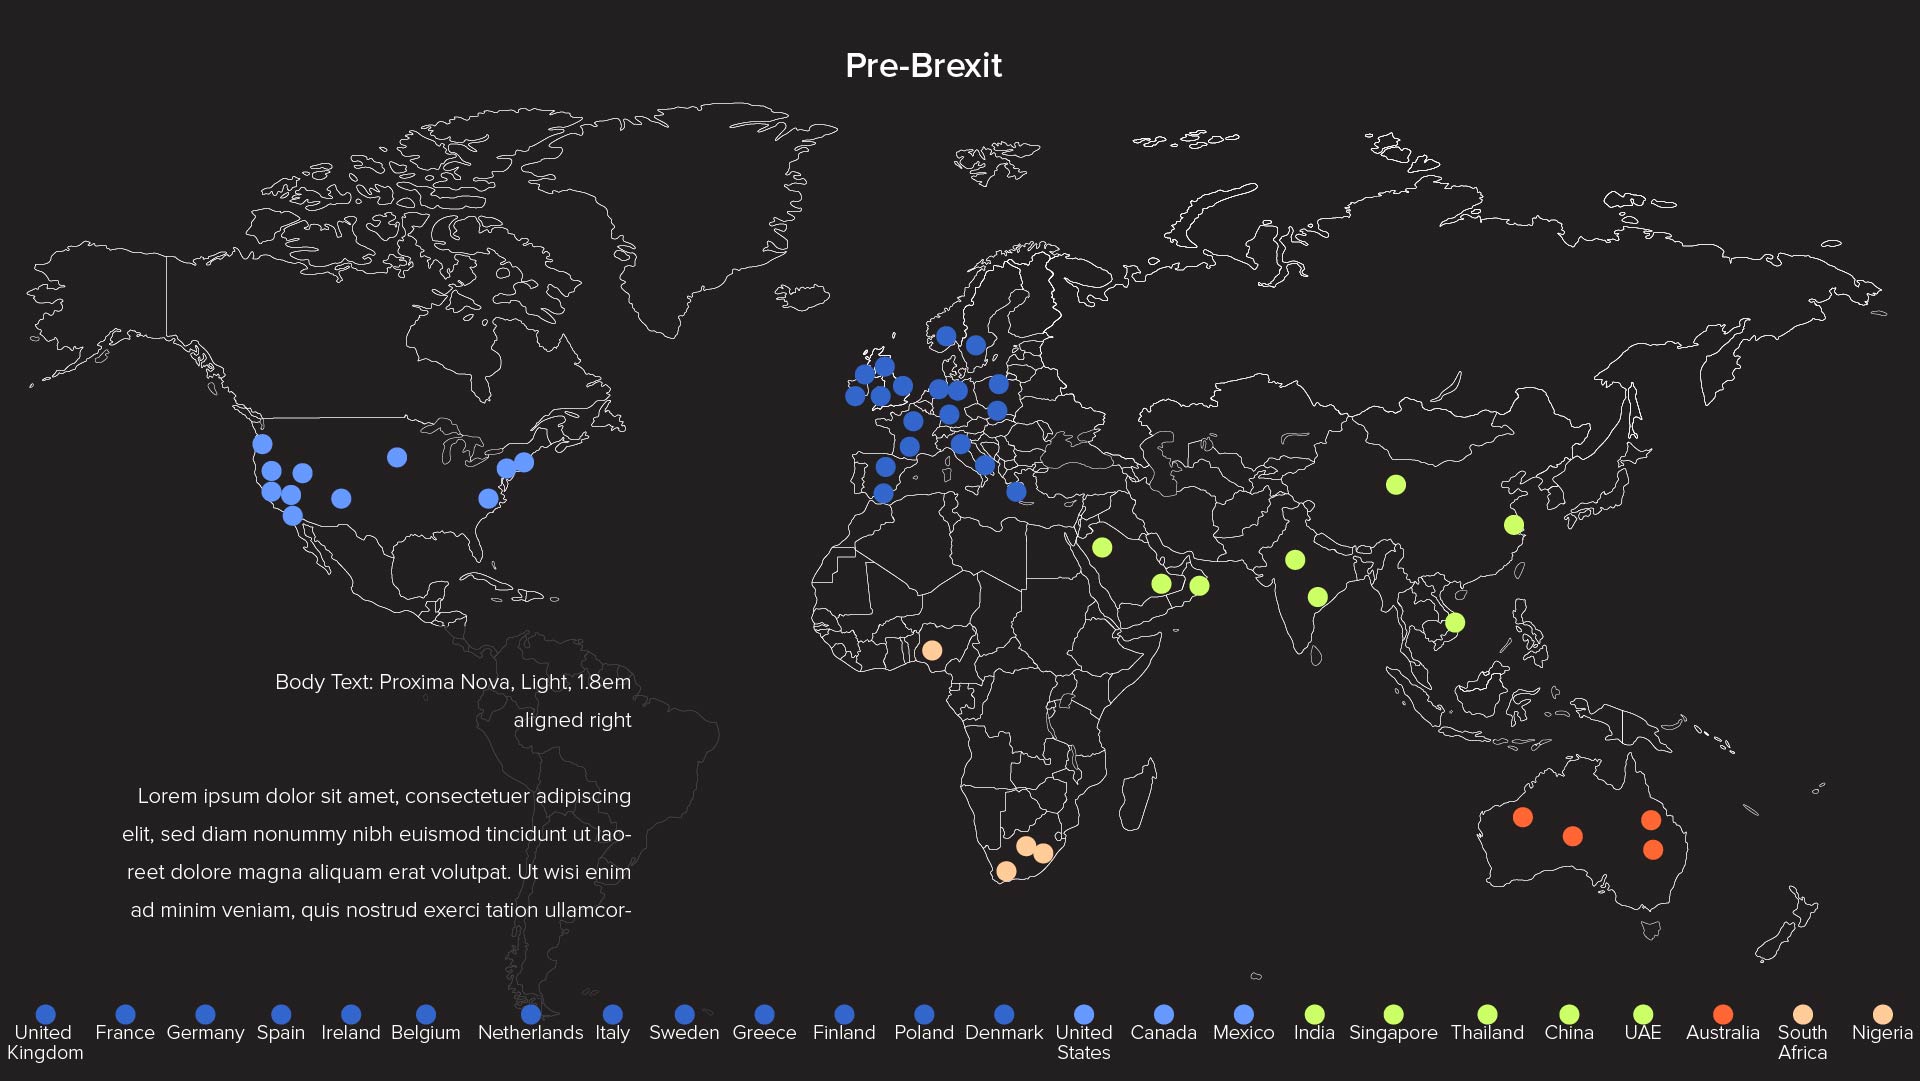 Pre-Brexit
Body Text: Proxima Nova, Light, 1.8em
aligned right
Lorem ipsum dolor sit amet, consectetuer adipiscing
elit, sed diam nonummy nibh euismod tincidunt ut lao-
reet dolore magna aliquam erat volutpat. Ut wisi enim
ad minim veniam, quis nostrud exerci tation ullamcor-
United Kingdom
France
Germany
Spain
Ireland
Belgium
Netherlands
Italy
Sweden
Greece
Finland
Poland
Denmark
United States
Canada
Mexico
India
Singapore
Thailand
China
UAE
Australia
South Africa
Nigeria